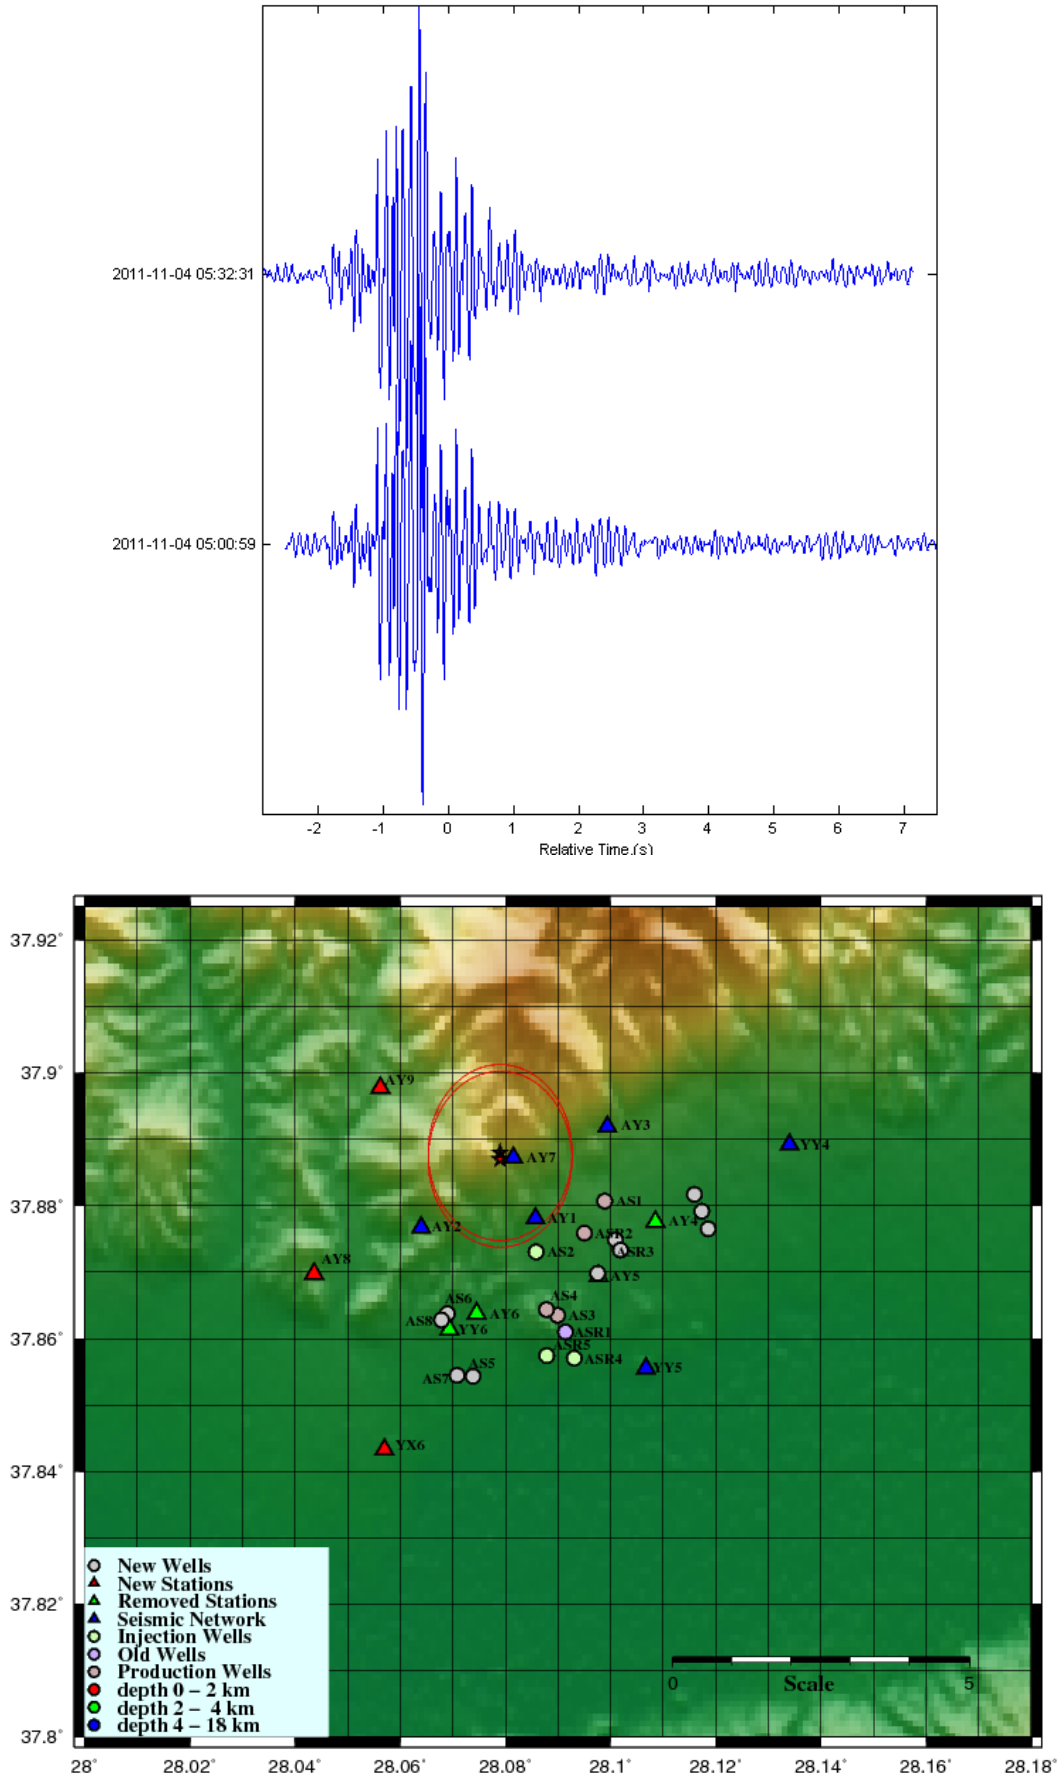 2011-11-04 05:32:31
2011-11-04 05:00:59
-2 -1 0 1 2 3 4 5 6 7
Relative Time.(s)
37.92°
37.9°
AY9
AY3
YY4
AY7
37.88°
AS1
AY2
AY1
AY4
ASR2
AS2
ASR3
AY8
AY5
AS6
AS4
AY6
AS3
AS8
YY6
ASR1
37.86°
ASR5
ASR4
AS5
YY5
AS7
YX6
37.84°
New Wells
New Stations
Removed Stations
37.82°
Seismic Network
Injection Wells
Old Wells
Production Wells
0 5
Scale
depth 0 – 2 km
depth 2 – 4 km
depth 4 – 18 km
37.8°
28° 28.02° 28.04° 28.06° 28.08° 28.1° 28.12° 28.14° 28.16° 28.18°